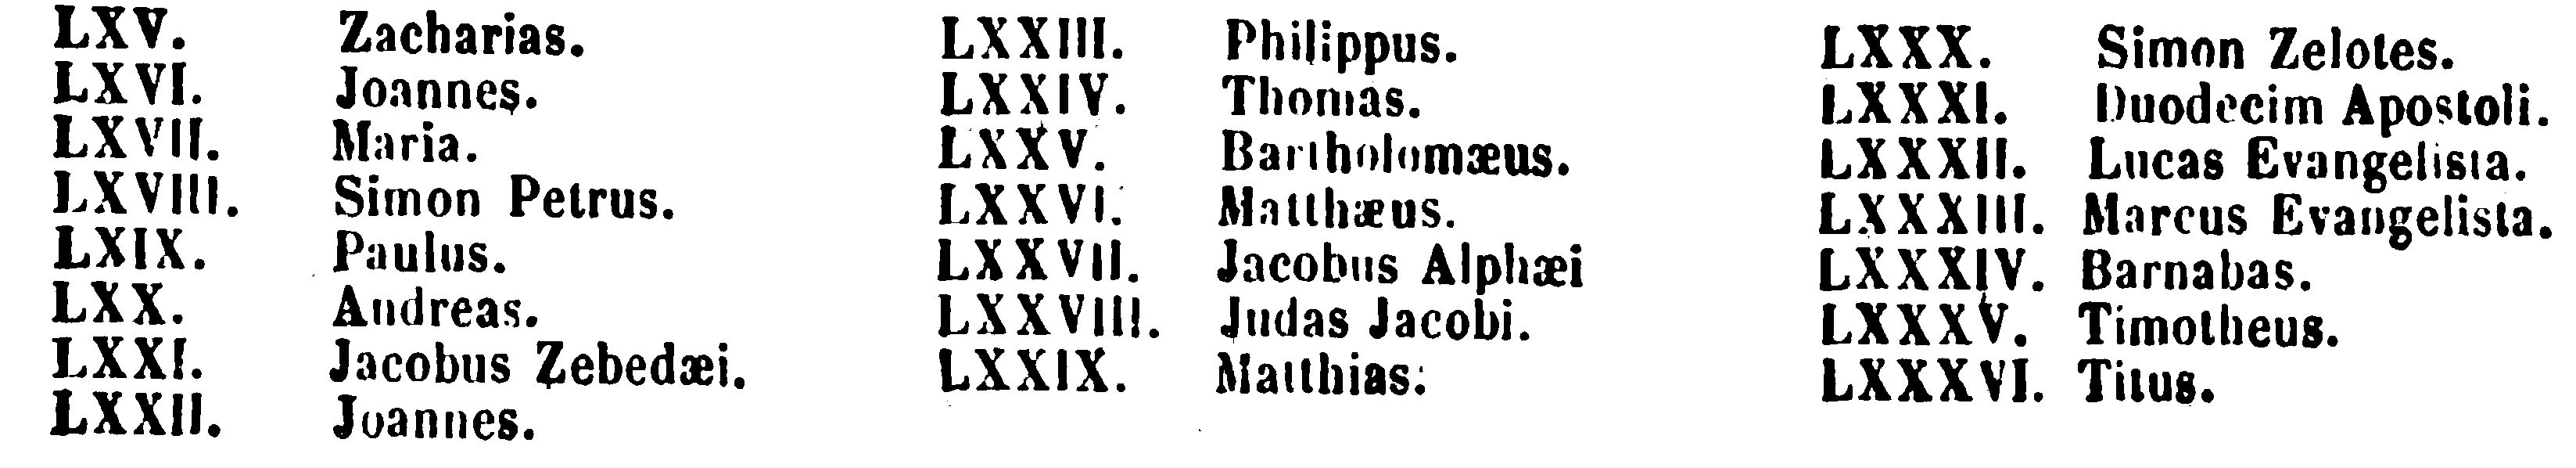 LXV. Zacharias.
LXVI. Joannes.
LXVII. Maria.
LXVIII. Simon Petrus.
LXIX. Paulus.
LXX. Andreas.
LXXI. Jacobus Zebedæi.
LXXII. Joannes.
LXXIII. Philippus.
LXXIV. Thomas.
LXXV. Bartholomæus.
LXXVI. Matthæus.
LXXVII. Jacobus Alphæi
LXXVIII. Judas Jacobi.
LXXIX. Matthias.
LXXX. Simon Zelotes.
LXXXI. Duodecim Apostoli.
LXXXII. Lucas Evangelista.
LXXXIII. Marcus Evangelista.
LXXXIV. Barnabas.
LXXXV. Timotheus.
LXXXVI. Titus.